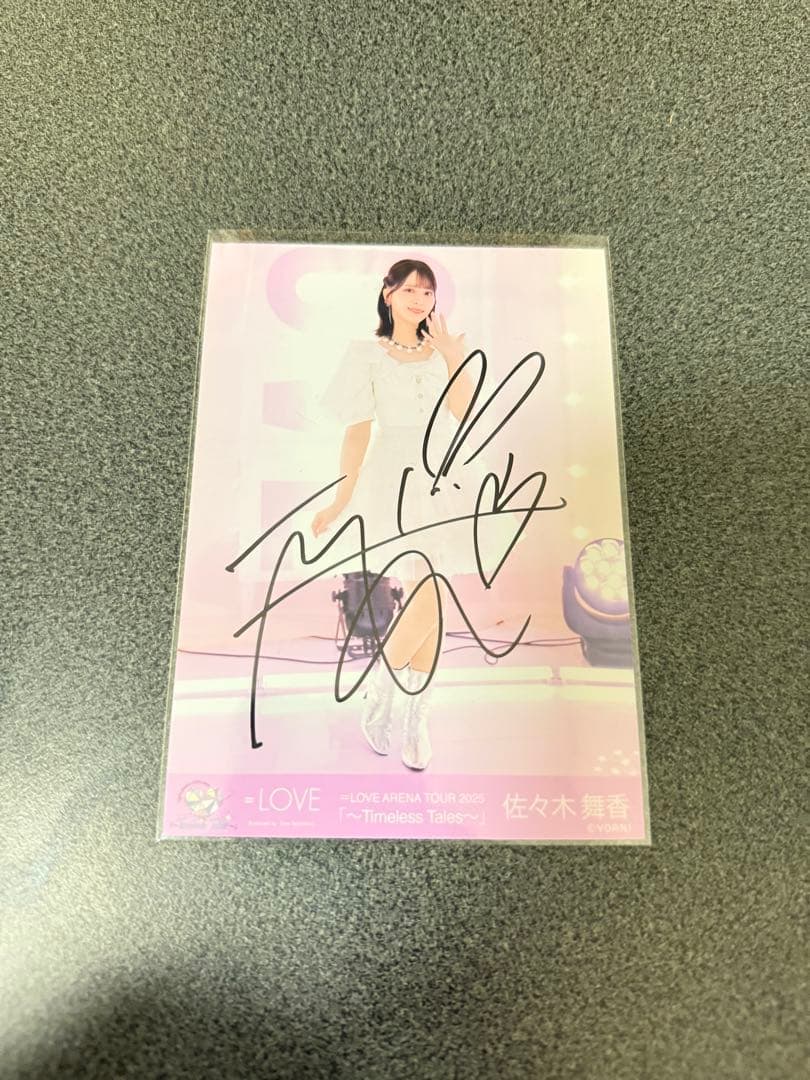 =LOVE
=LOVE ARENA TOUR 2025
「〜Timeless Tales〜」
佐々木 舞香
©YOANI